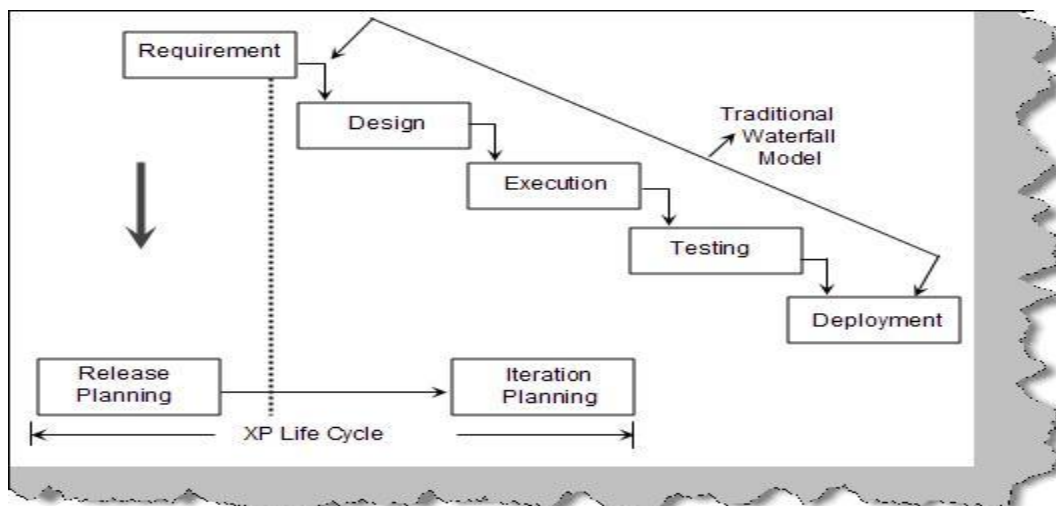 Requirement
Design
Traditional
Waterfall
Model
Execution
Testing
Deployment
Release
Planning
Iteration
Planning
XP Life Cycle